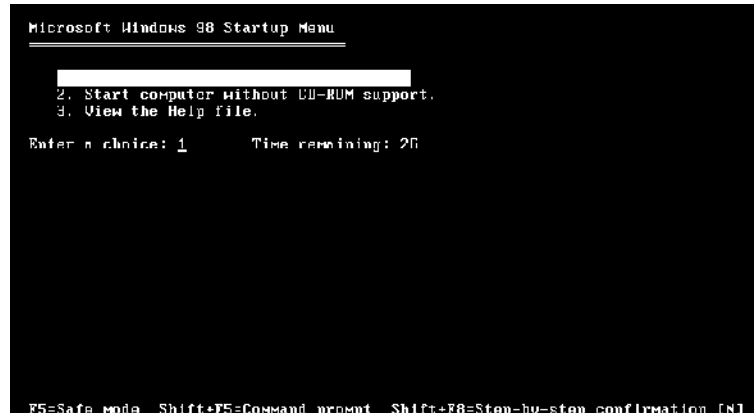 Microsoft Windows 98 Startup Menu
2. Start computer without CD-ROM support.
3. View the Help file.
Enter a choice: 1 Time remaining: 26
F5=Safe mode Shift+F5=Command prompt Shift+F8=Step-by-step confirmation [N]